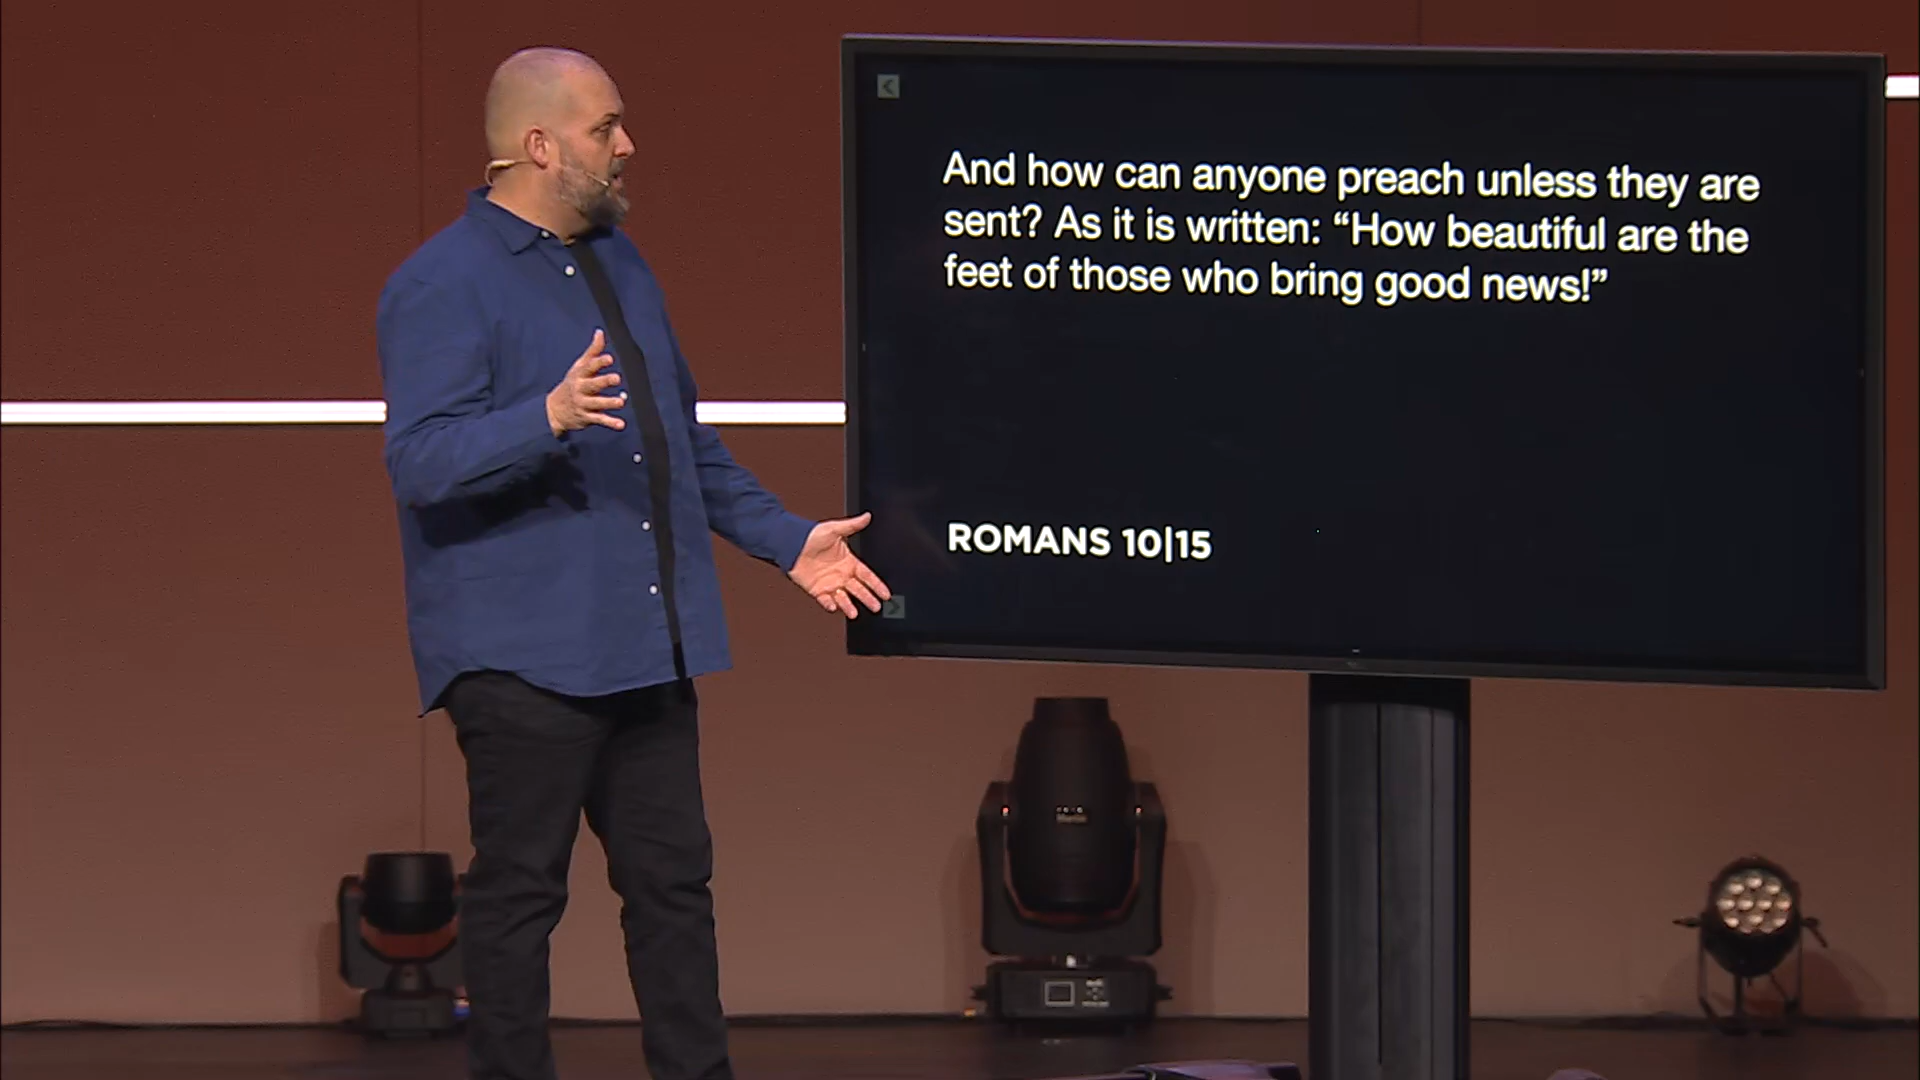 And how can anyone preach unless they are
sent? As it is written: “How beautiful are the
feet of those who bring good news!”
ROMANS 10|15